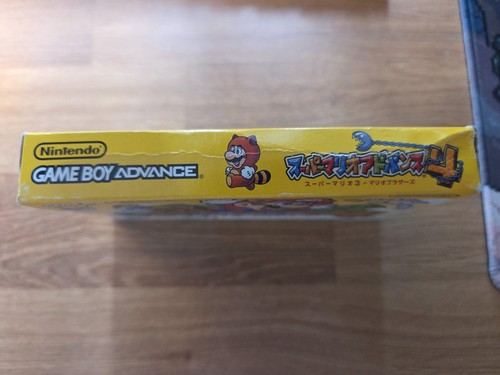 Nintendo
GAME BOY ADVANCE
スーパーマリオアドバンス4
スーパーマリオ3+マリオブラザーズ